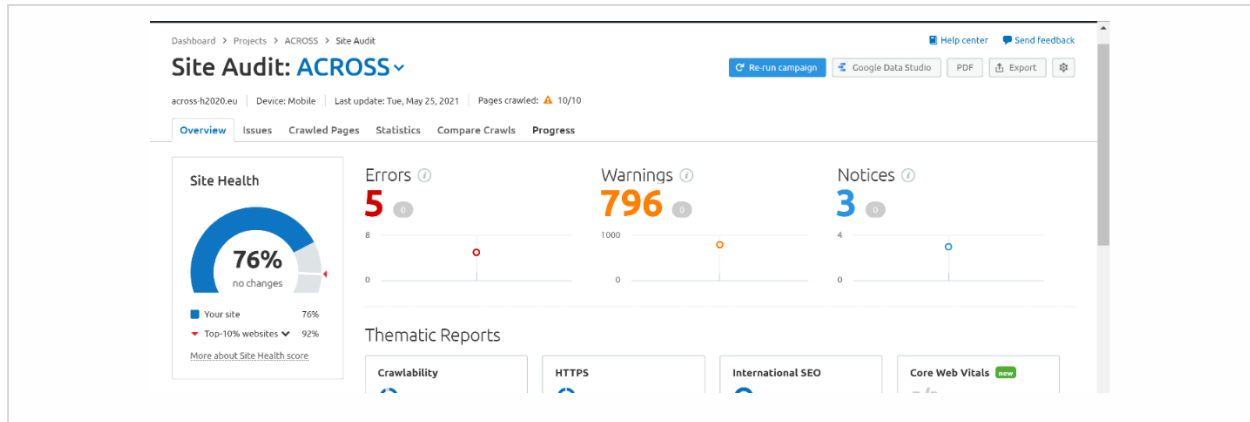 Dashboard > Projects > ACROSS > Site Audit
Help center Send feedback
Site Audit: ACROSS
Re-run campaign Google Data Studio PDF Export
across-h2020.eu Device: Mobile Last update: Tue, May 25, 2021 Pages crawled: 10/10
Overview Issues Crawled Pages Statistics Compare Crawls Progress
Site Health
76%
no changes
Your site 76%
Top-10% websites 92%
More about Site Health score
Errors
5 0
8
0
Warnings
796 0
1000
0
Notices
3 0
4
0
Thematic Reports
Crawlability
HTTPS
International SEO
Core Web Vitals new